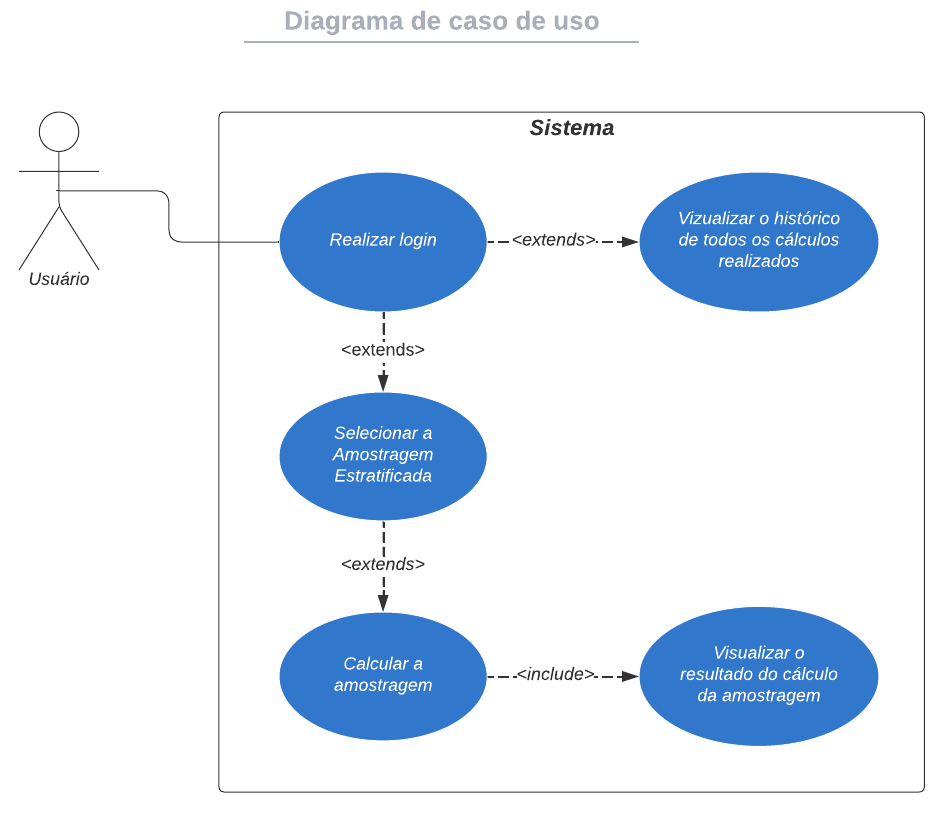 Diagrama de caso de uso
Sistema
Usuário
Realizar login
<extends>
Vizualizar o histórico
de todos os cálculos
realizados
<extends>
Selecionar a
Amostragem
Estratificada
<extends>
Calcular a
amostragem
<include>
Visualizar o
resultado do cálculo
da amostragem